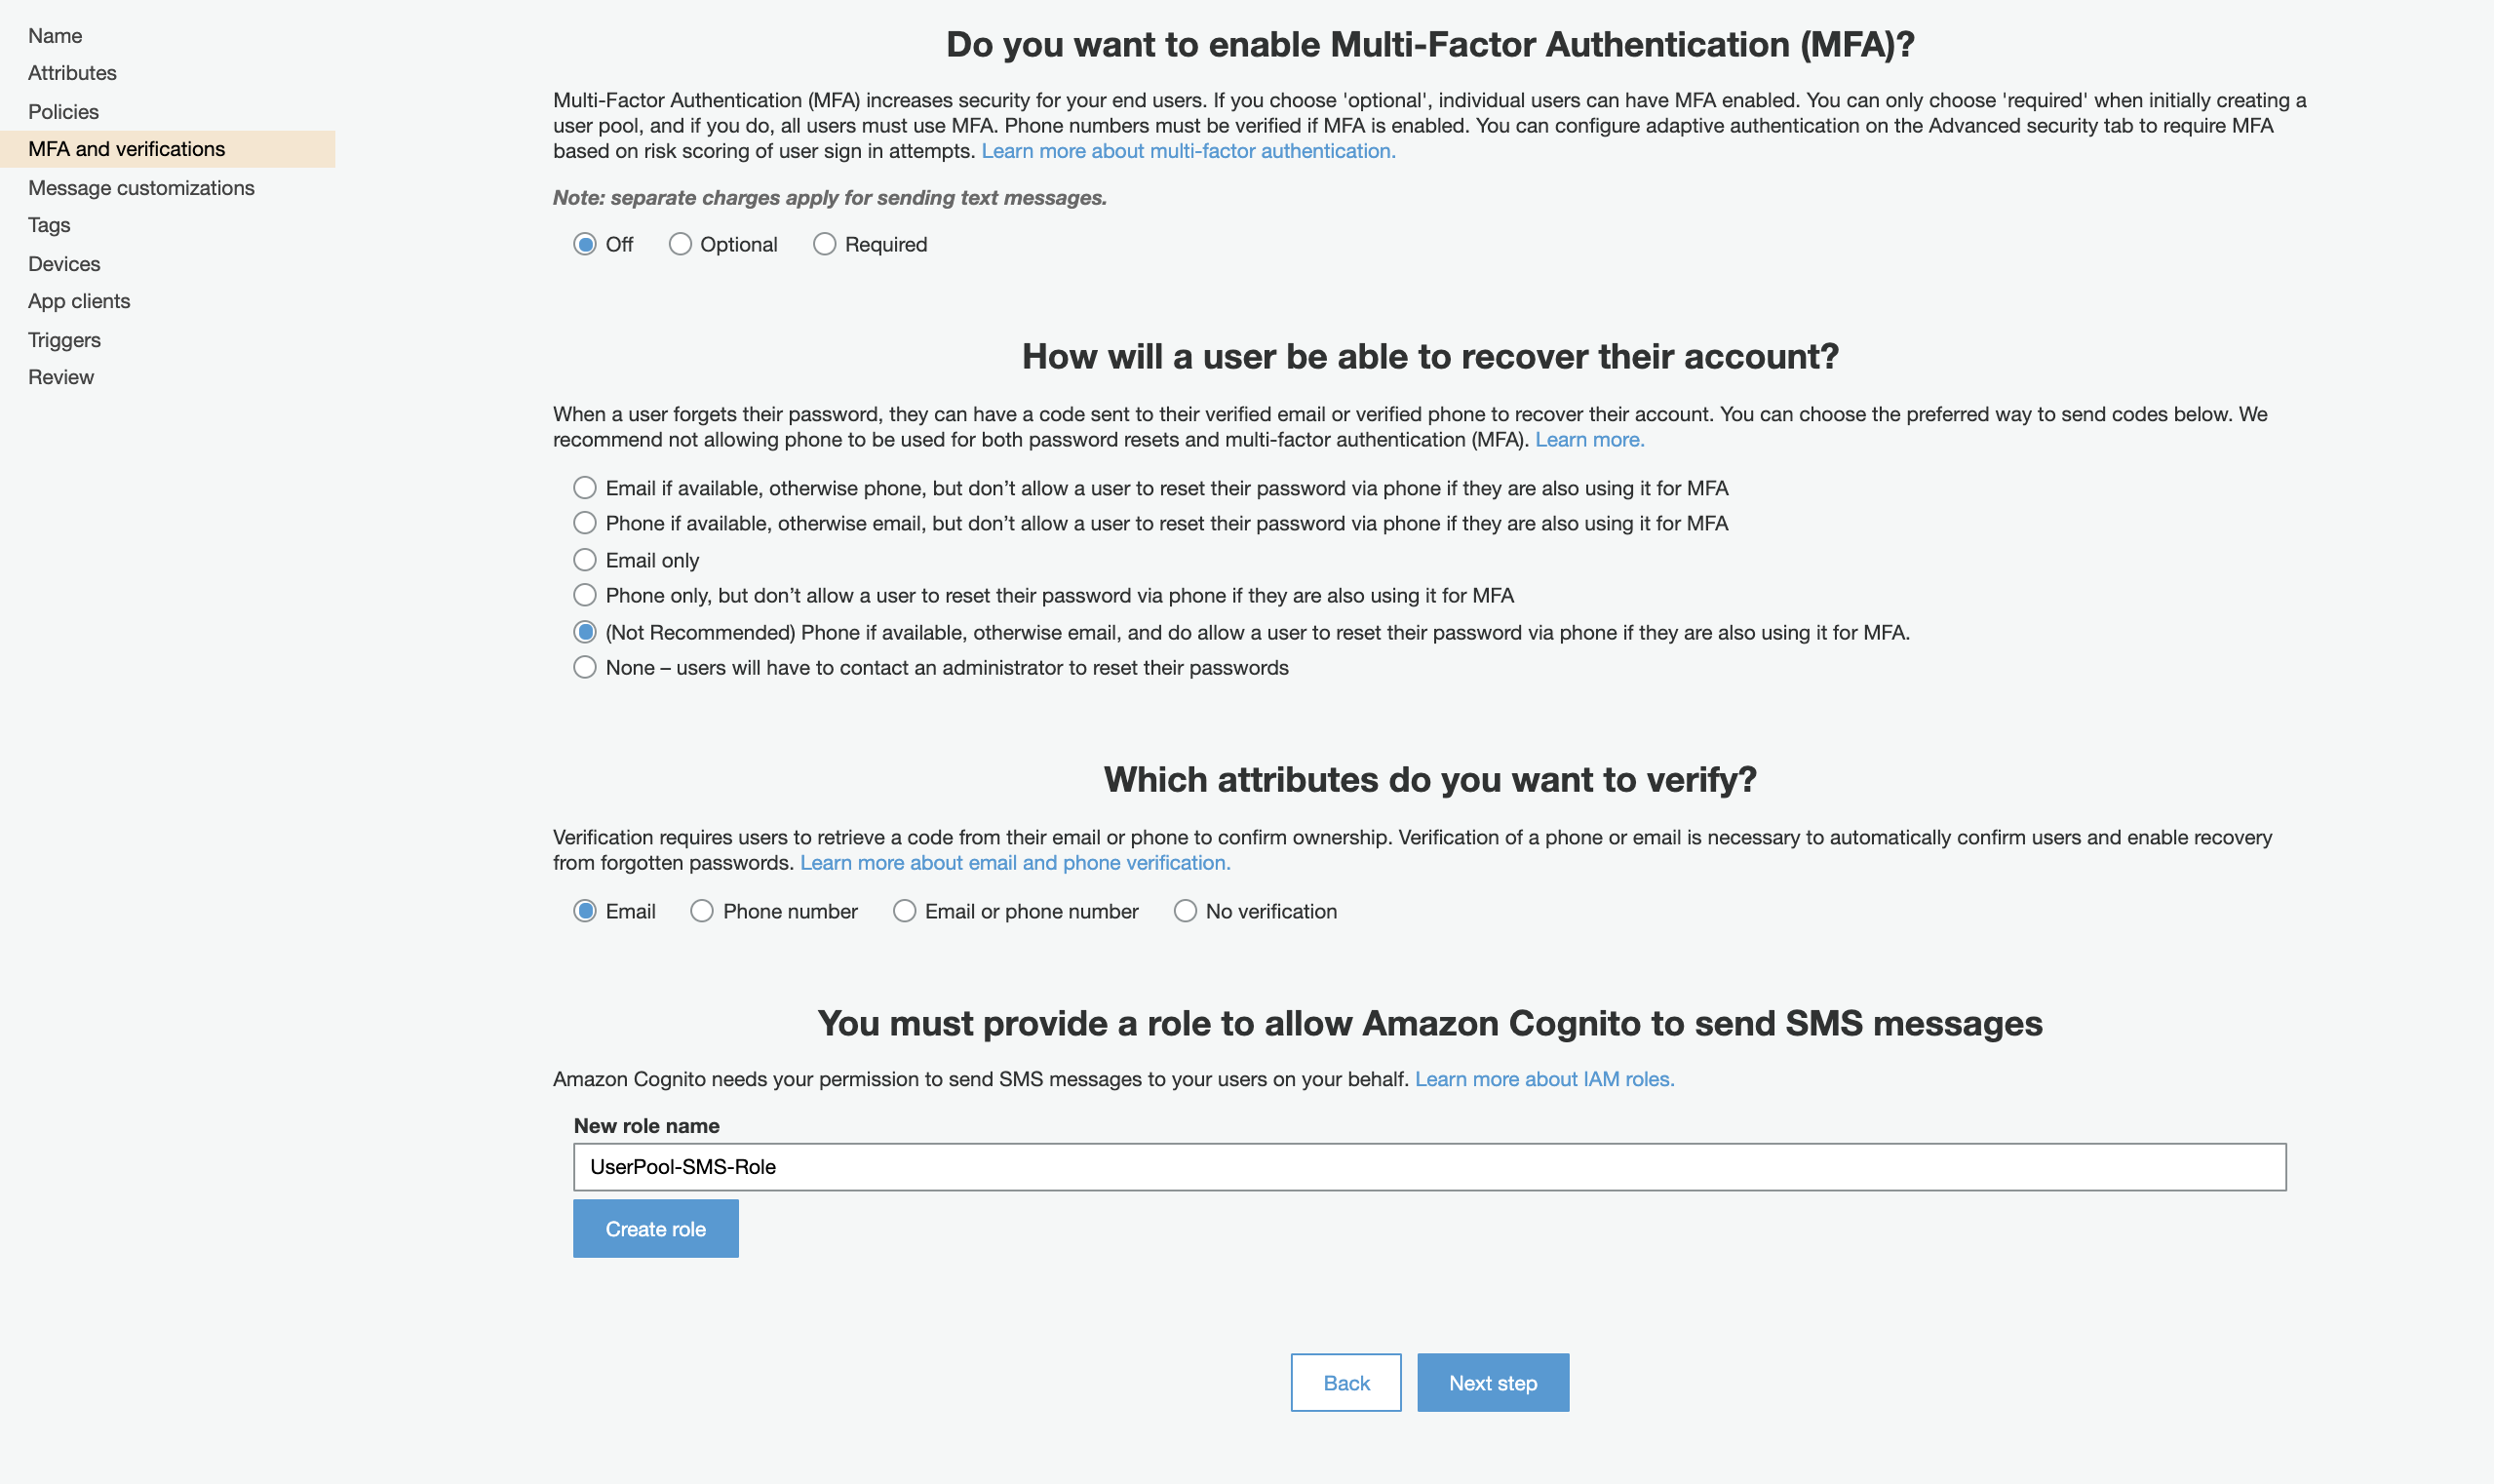 Name
Attributes
Policies
MFA and verifications
Message customizations
Tags
Devices
App clients
Triggers
Review
Do you want to enable Multi-Factor Authentication (MFA)?
Multi-Factor Authentication (MFA) increases security for your end users. If you choose 'optional', individual users can have MFA enabled. You can only choose 'required' when initially creating a
user pool, and if you do, all users must use MFA. Phone numbers must be verified if MFA is enabled. You can configure adaptive authentication on the Advanced security tab to require MFA
based on risk scoring of user sign in attempts. Learn more about multi-factor authentication.
Note: separate charges apply for sending text messages.
Off Optional Required
How will a user be able to recover their account?
When a user forgets their password, they can have a code sent to their verified email or verified phone to recover their account. You can choose the preferred way to send codes below. We
recommend not allowing phone to be used for both password resets and multi-factor authentication (MFA). Learn more.
Email if available, otherwise phone, but don’t allow a user to reset their password via phone if they are also using it for MFA
Phone if available, otherwise email, but don’t allow a user to reset their password via phone if they are also using it for MFA
Email only
Phone only, but don’t allow a user to reset their password via phone if they are also using it for MFA
(Not Recommended) Phone if available, otherwise email, and do allow a user to reset their password via phone if they are also using it for MFA.
None – users will have to contact an administrator to reset their passwords
Which attributes do you want to verify?
Verification requires users to retrieve a code from their email or phone to confirm ownership. Verification of a phone or email is necessary to automatically confirm users and enable recovery
from forgotten passwords. Learn more about email and phone verification.
Email Phone number Email or phone number No verification
You must provide a role to allow Amazon Cognito to send SMS messages
Amazon Cognito needs your permission to send SMS messages to your users on your behalf. Learn more about IAM roles.
New role name
UserPool-SMS-Role
Create role
Back Next step